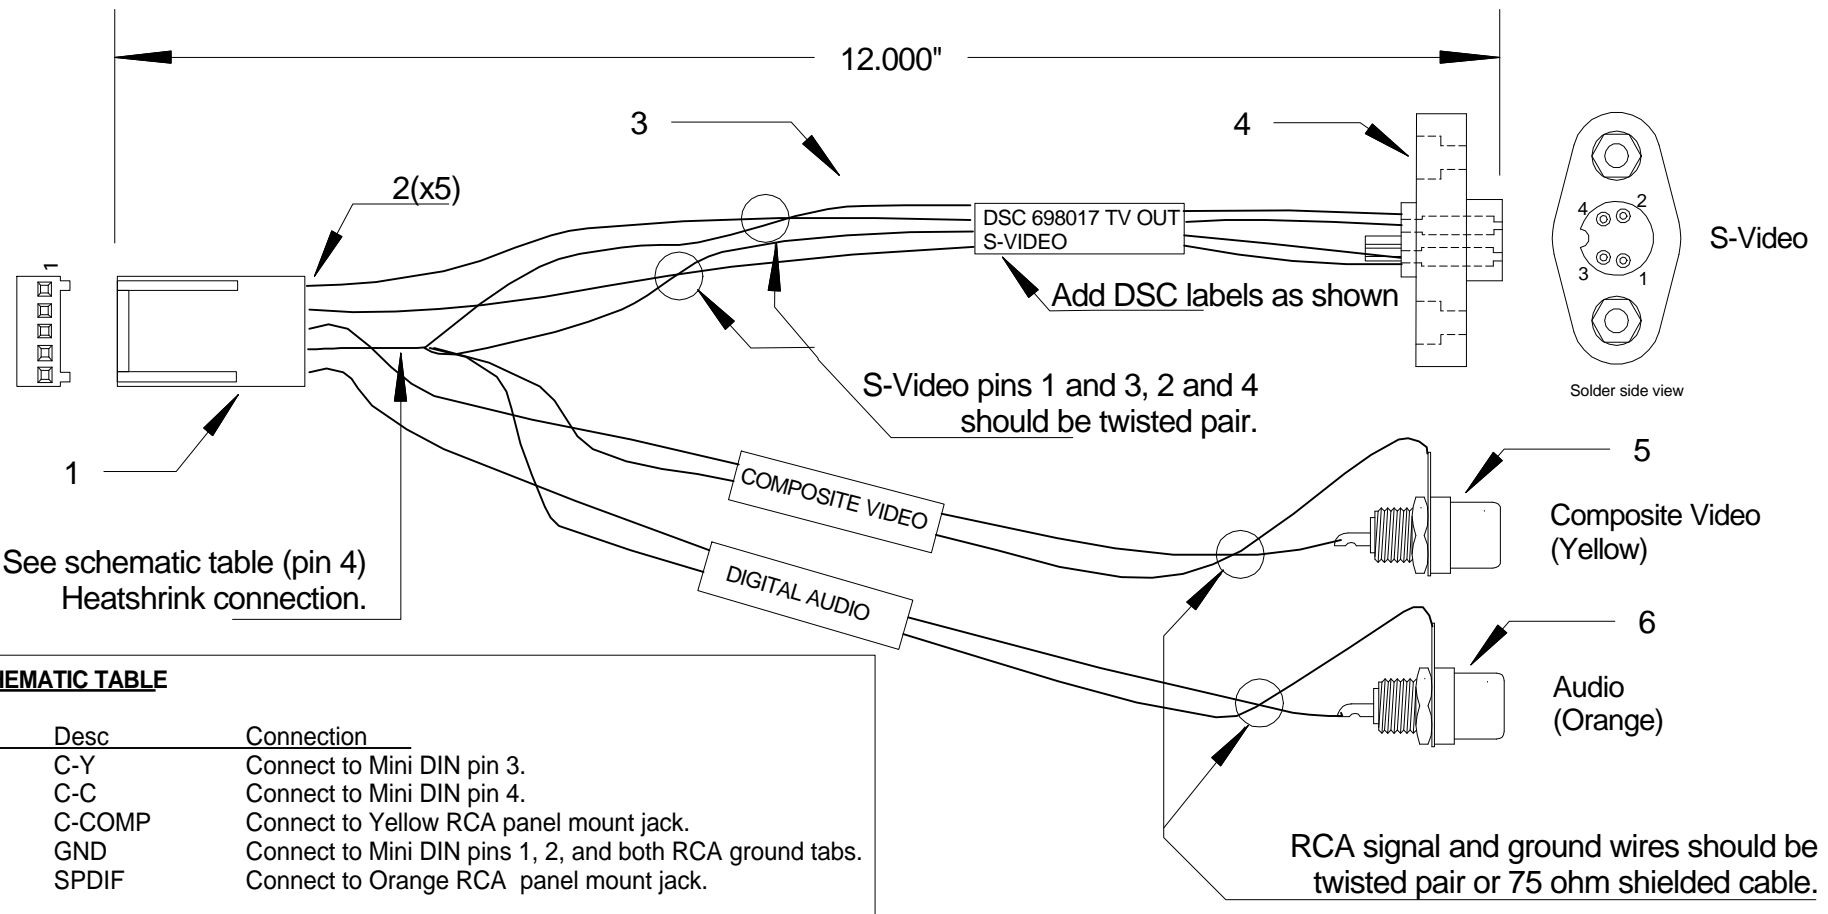 12.000"
3
4
2(x5)
1
DSC 698017 TV OUT
S-VIDEO
4
2
3
1
S-Video
Add DSC labels as shown
S-Video pins 1 and 3, 2 and 4
should be twisted pair.
Solder side view
1
5
COMPOSITE VIDEO
Composite Video
(Yellow)
See schematic table (pin 4)
Heatshrink connection.
DIGITAL AUDIO
6
Audio
(Orange)
HEMATIC TABLE
Desc Connection
C-Y Connect to Mini DIN pin 3.
C-C Connect to Mini DIN pin 4.
C-COMP Connect to Yellow RCA panel mount jack.
GND Connect to Mini DIN pins 1, 2, and both RCA ground tabs.
SPDIF Connect to Orange RCA panel mount jack.
RCA signal and ground wires should be
twisted pair or 75 ohm shielded cable.